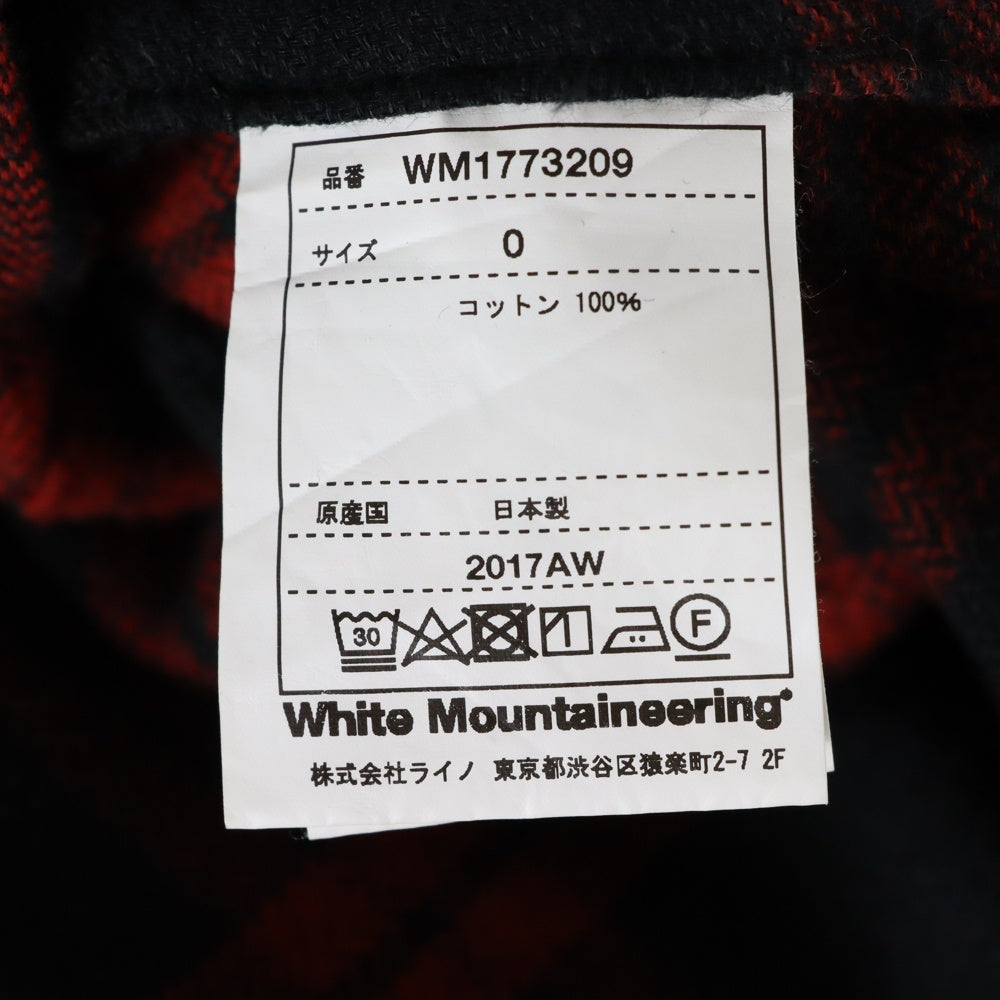 品番 WM1773209
サイズ 0
コットン 100%
原産国 日本製
2017AW
30 F
White Mountaineering®
株式会社ライノ 東京都渋谷区猿楽町2-7 2F